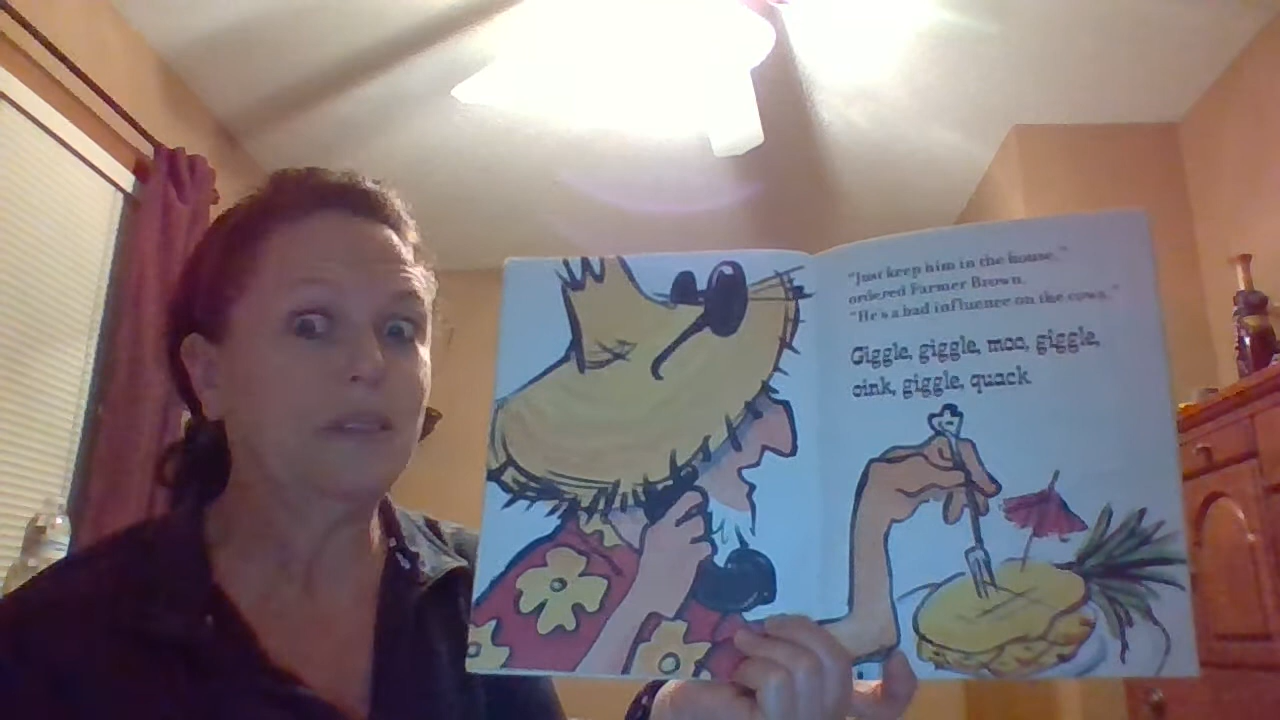 "Just keep him in the house,"
ordered Farmer Brown.
"He's a bad influence on the cows."
Giggle, giggle, moo, giggle,
oink, giggle, quack